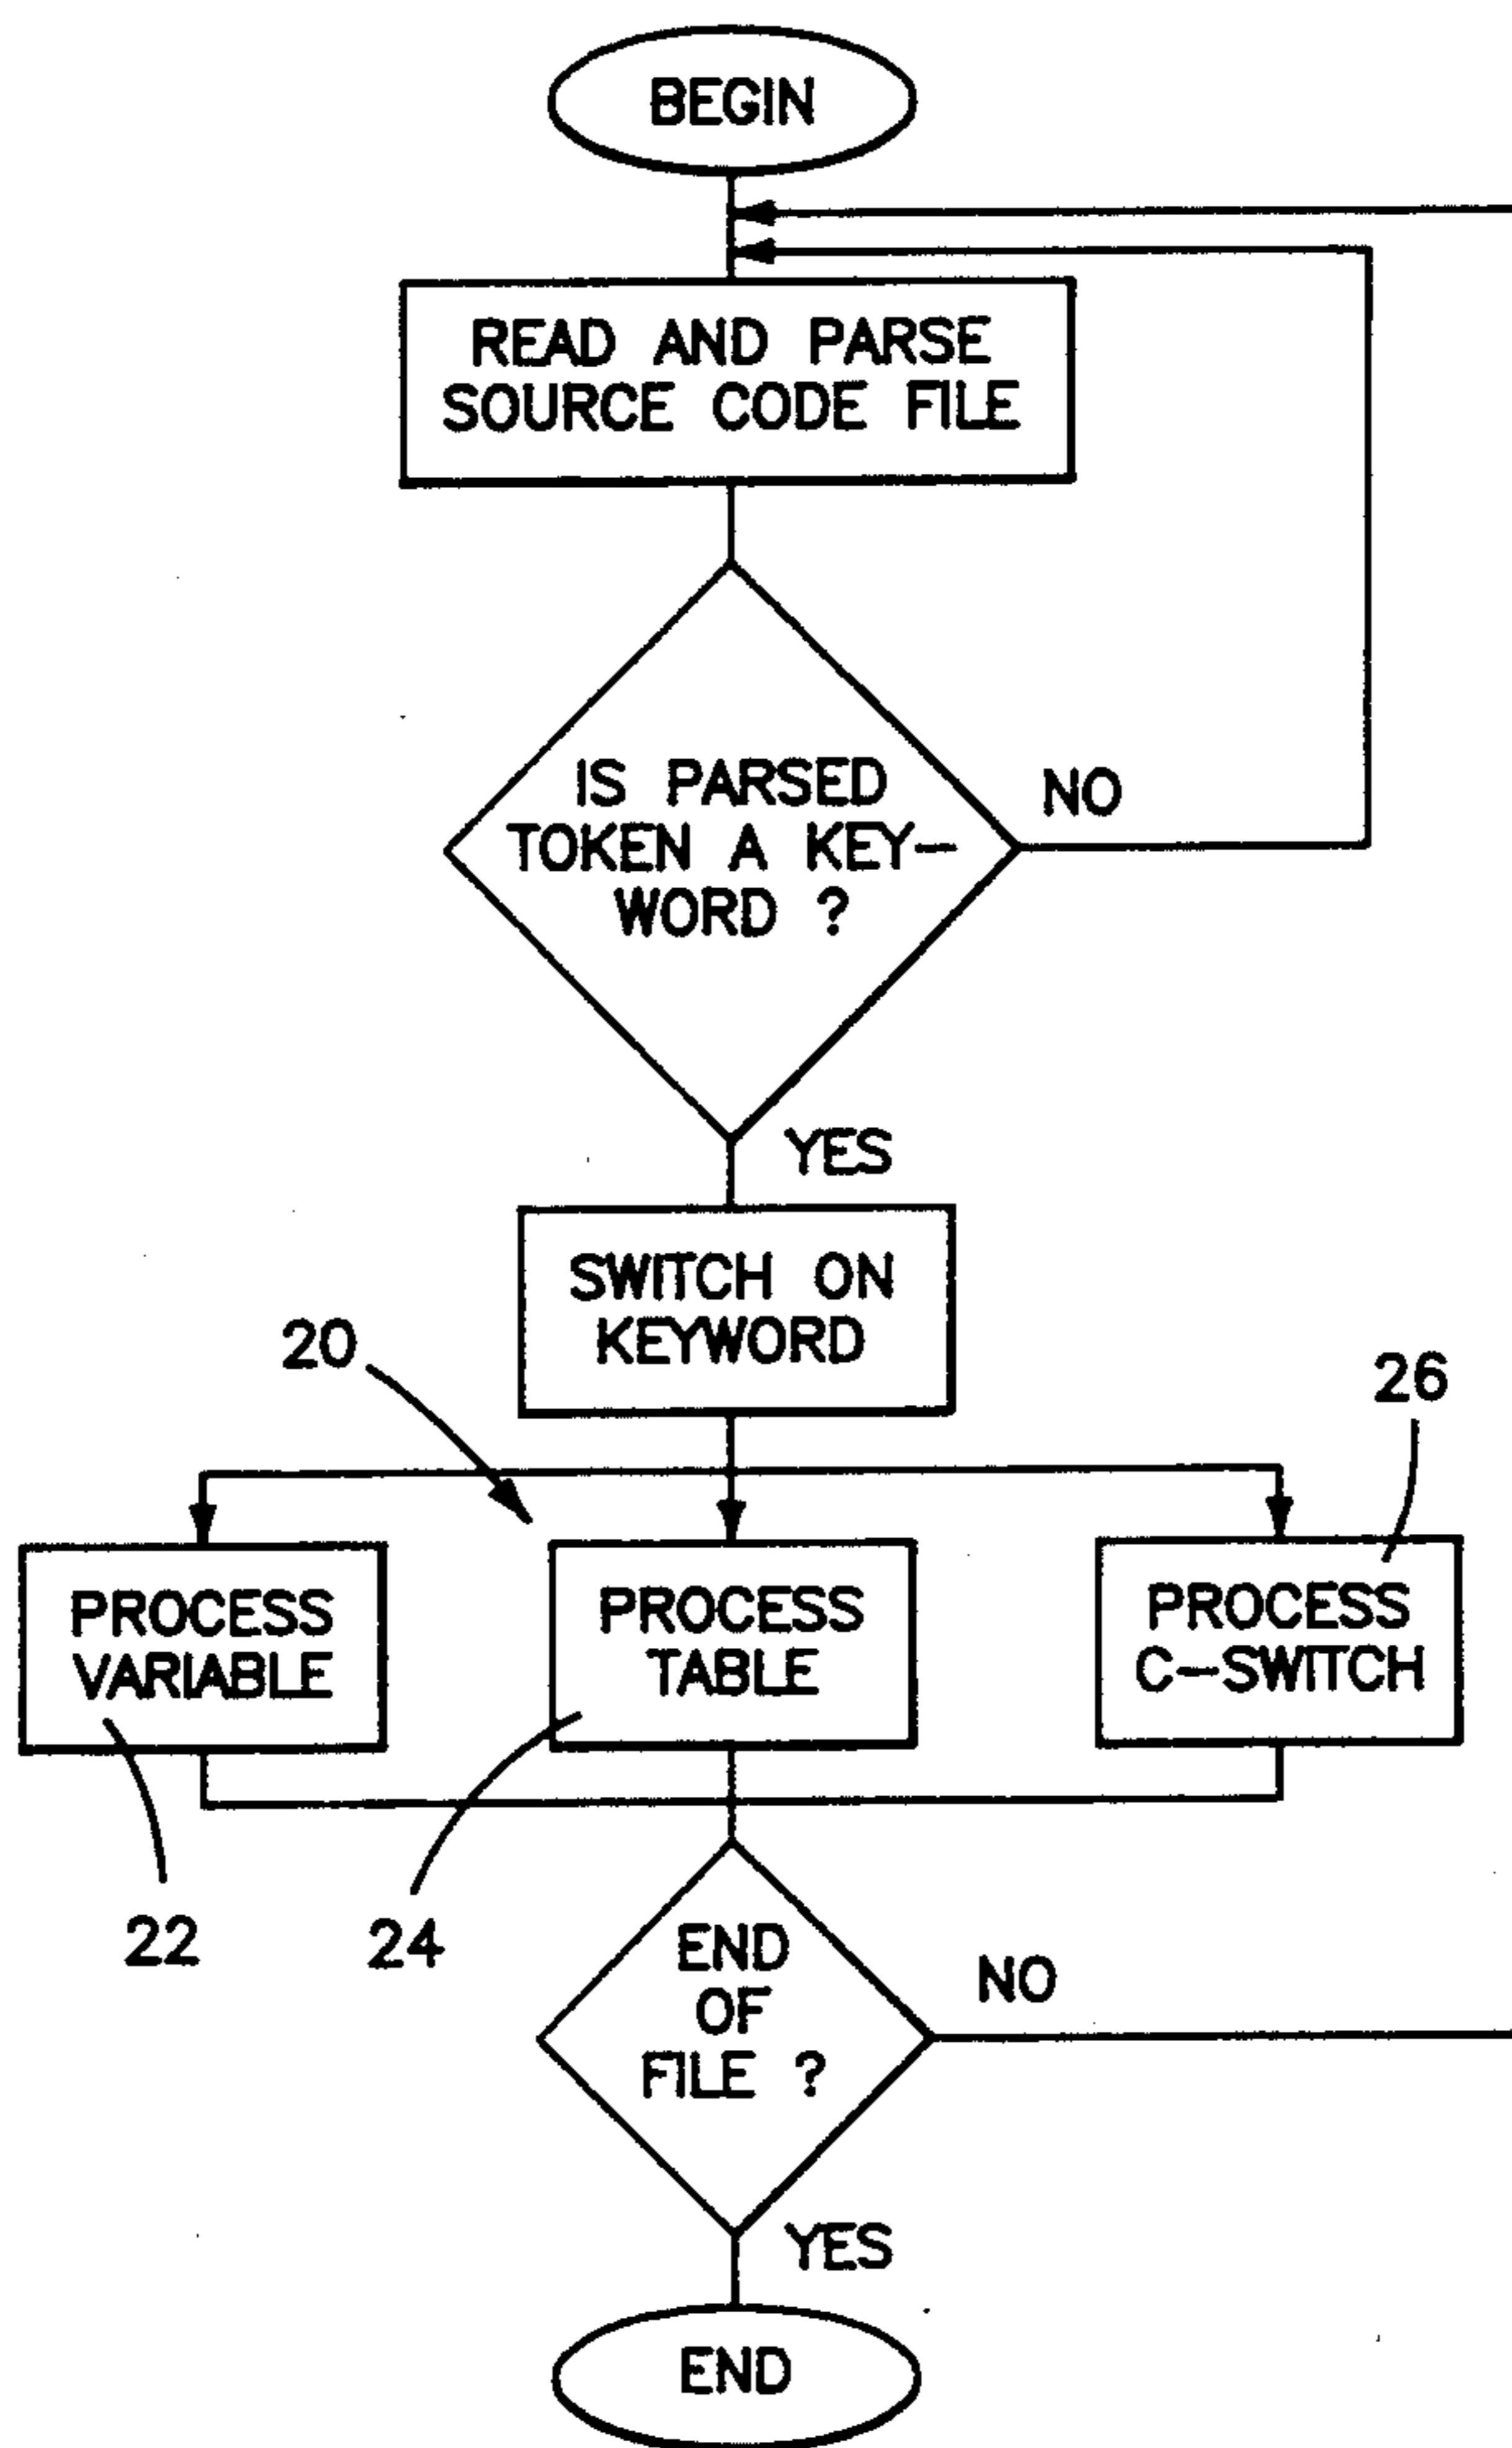 BEGIN
READ AND PARSE
SOURCE CODE FILE
IS PARSED
TOKEN A KEY-
WORD ?
NO
YES
SWITCH ON
KEYWORD
20
26
PROCESS
VARIABLE
PROCESS
TABLE
PROCESS
C-SWITCH
22
24
END
OF
FILE ?
NO
YES
END